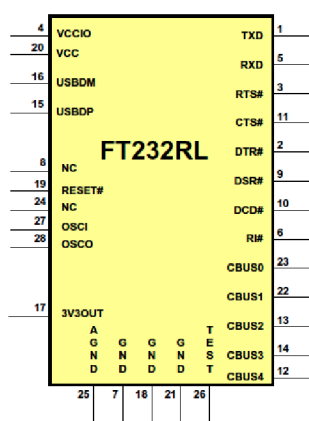 4 VCCIO TXD 1
20 VCC
RXD 5
16 USBDM
RTS# 3
15 USBDP
CTS# 11
FT232RL
DTR# 2
8 NC
DSR# 9
19 RESET#
24 NC
DCD# 10
27 OSCI
28 OSCO
RI# 6
CBUS0 23
CBUS1 22
17 3V3OUT
CBUS2 13
AGND GND GND GND TEST
CBUS3 14
CBUS4 12
25 7 18 21 26